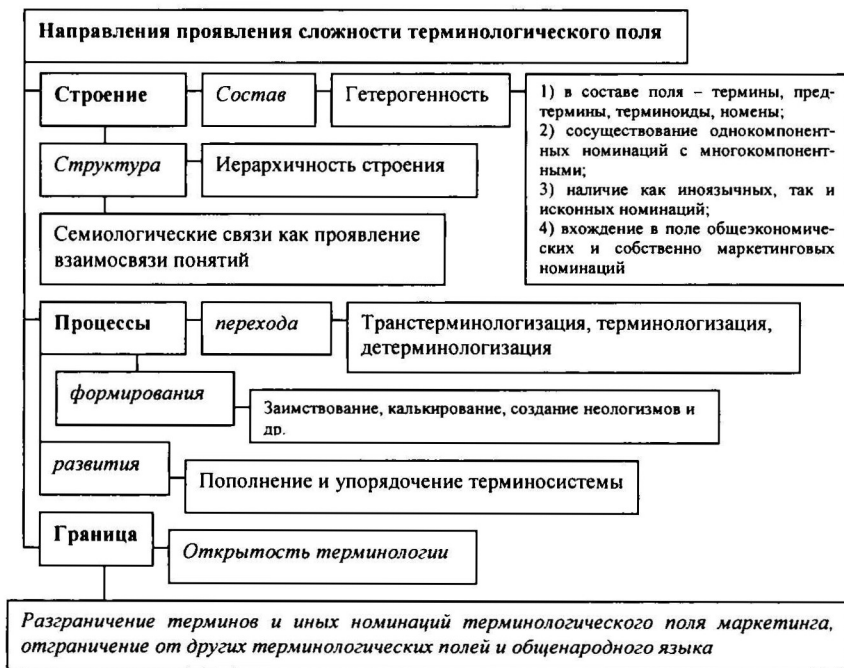 Направления проявления сложности терминологического поля
Строение
Состав
Гетерогенность
1) в составе поля – термины, пред-
термины, терминоиды, номены;
2) сосуществование однокомпонент-
ных номинаций с многокомпонент-
ными;
3) наличие как иноязычных, так и
исконных номинаций;
4) вхождение в поле общеэкономиче-
ских и собственно маркетинговых
номинаций
Структура
Иерархичность строения
Семиологические связи как проявление
взаимосвязи понятий
Процессы
перехода
Транстерминологизация, терминологизация,
детерминологизация
формирования
Заимствование, калькирование, создание неологизмов и
др.
развития
Пополнение и упорядочение терминосистемы
Граница
Открытость терминологии
Разграничение терминов и иных номинаций терминологического поля маркетинга,
отграничение от других терминологических полей и общенародного языка